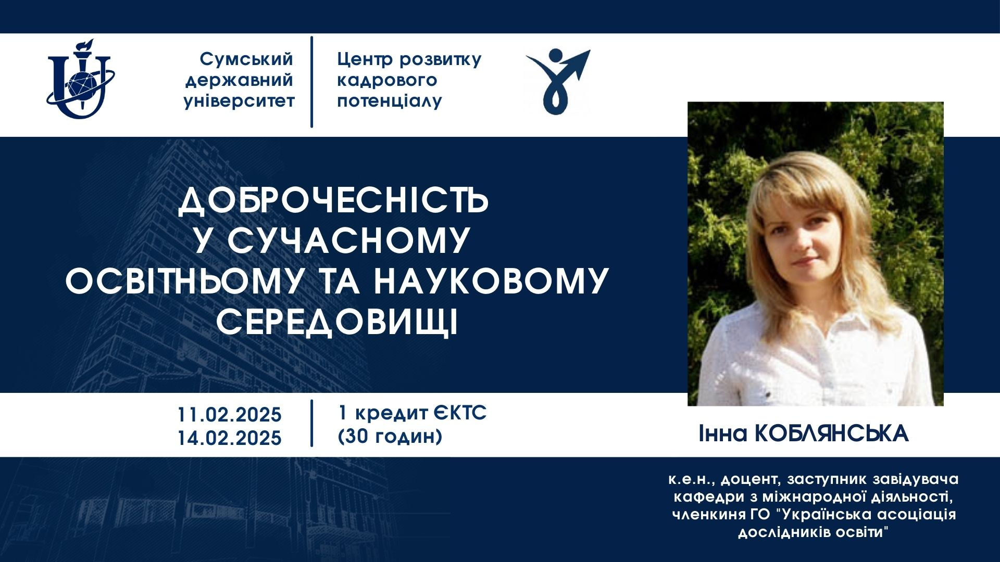 Сумський
державний
університет
Центр розвитку
кадрового
потенціалу
ДОБРОЧЕСНІСТЬ
У СУЧАСНОМУ
ОСВІТНЬОМУ ТА НАУКОВОМУ
СЕРЕДОВИЩІ
11.02.2025
14.02.2025
1 кредит ЄКТС
(30 годин)
Інна КОБЛЯНСЬКА
к.е.н., доцент, заступник завідувача
кафедри з міжнародної діяльності,
членкиня ГО "Українська асоціація
дослідників освіти"